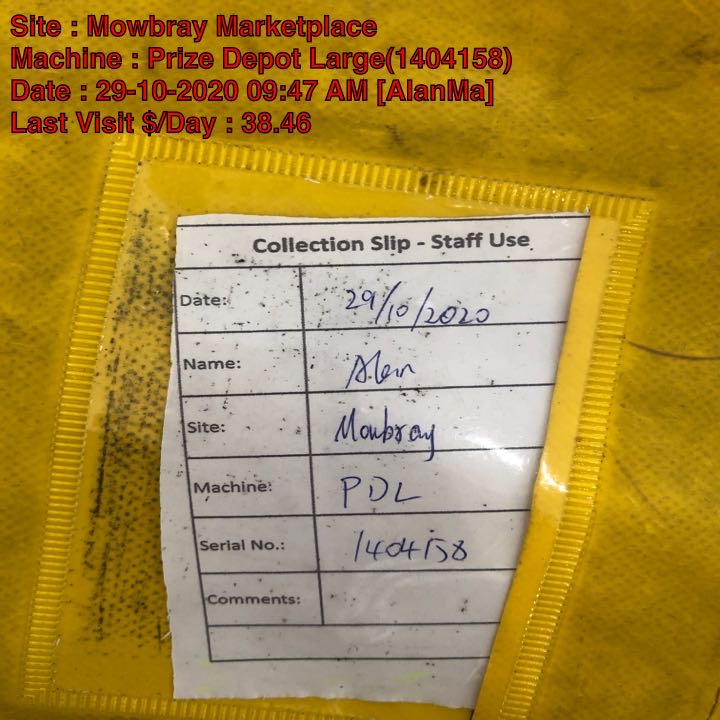 Site : Mowbray Marketplace
Machine : Prize Depot Large(1404158)
Date : 29-10-2020 09:47 AM [AlanMa]
Last Visit $/Day : 38.46
Collection Slip - Staff Use
Date: 29/10/2020
Name: Alan
Site: Mowbray
Machine: PDL
Serial No.: 1404158
Comments: